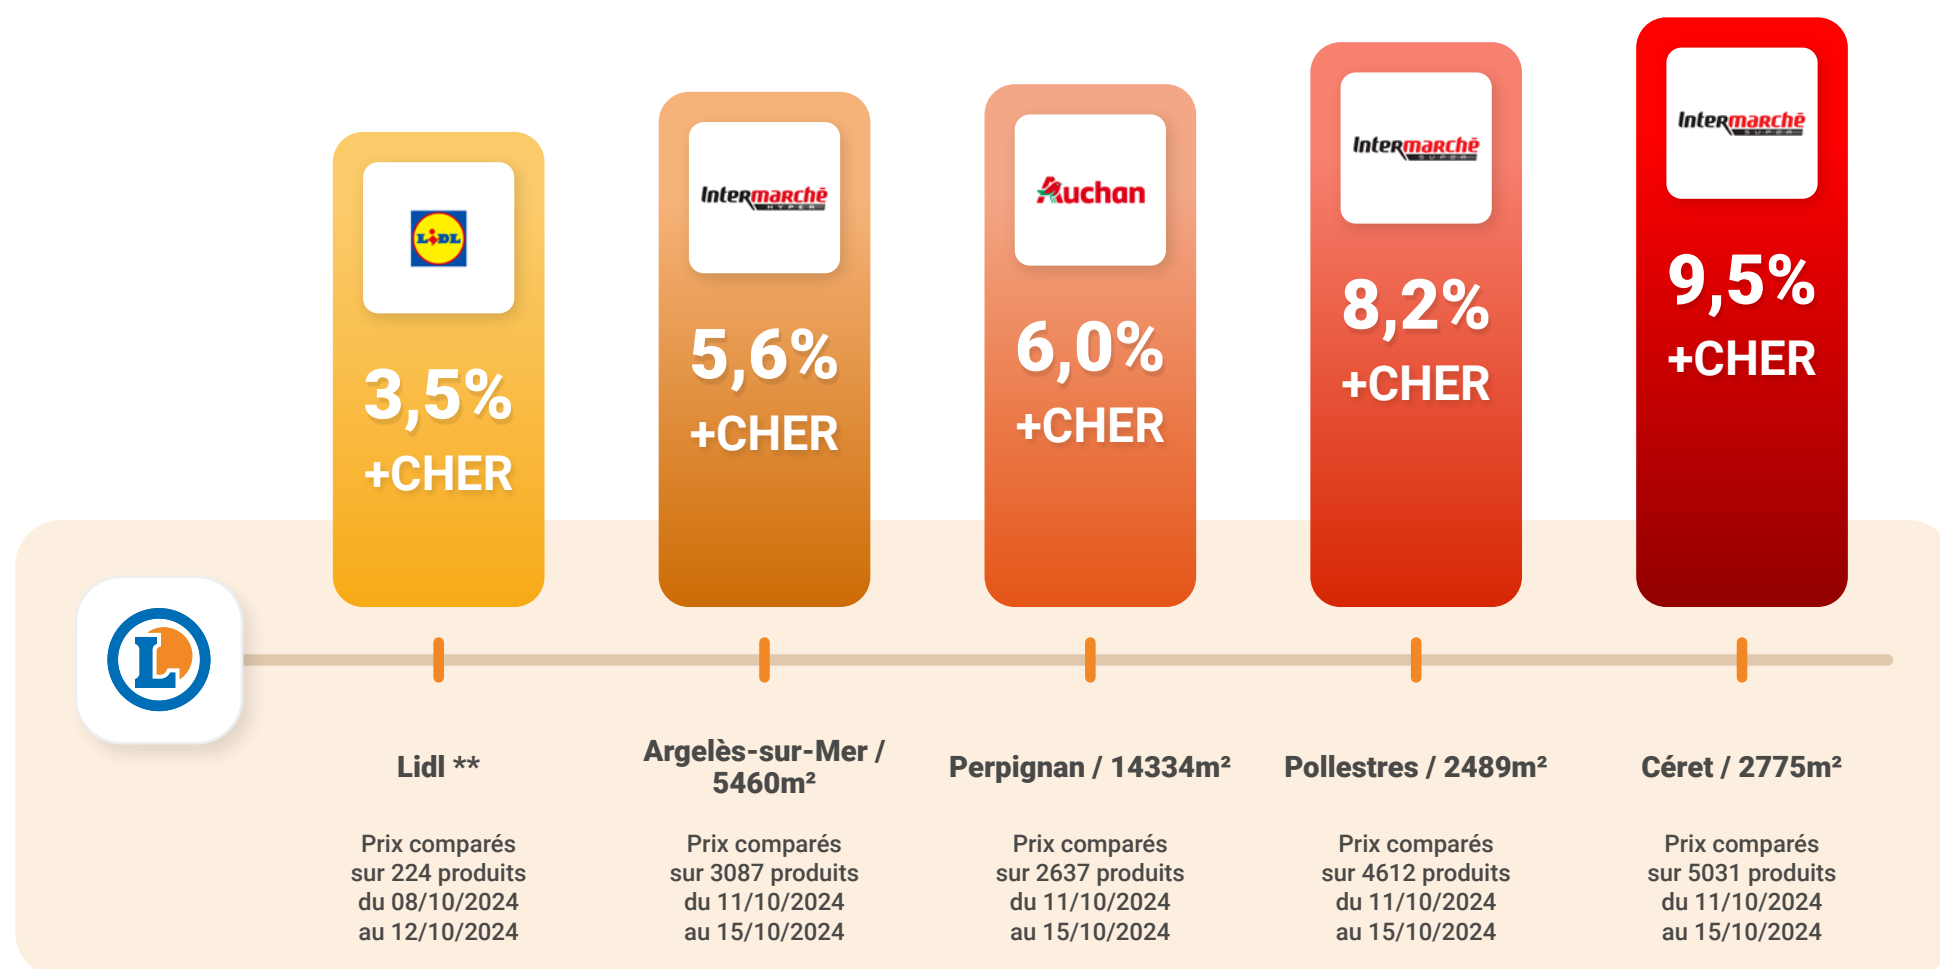 LIDL
3,5%
+CHER
Intermarchē
HYPER
5,6%
+CHER
Auchan
6,0%
+CHER
Intermarchē
SUPER
8,2%
+CHER
Intermarchē
SUPER
9,5%
+CHER
L
Lidl **
Prix comparés
sur 224 produits
du 08/10/2024
au 12/10/2024
Argelès-sur-Mer /
5460m²
Prix comparés
sur 3087 produits
du 11/10/2024
au 15/10/2024
Perpignan / 14334m²
Prix comparés
sur 2637 produits
du 11/10/2024
au 15/10/2024
Pollestres / 2489m²
Prix comparés
sur 4612 produits
du 11/10/2024
au 15/10/2024
Céret / 2775m²
Prix comparés
sur 5031 produits
du 11/10/2024
au 15/10/2024